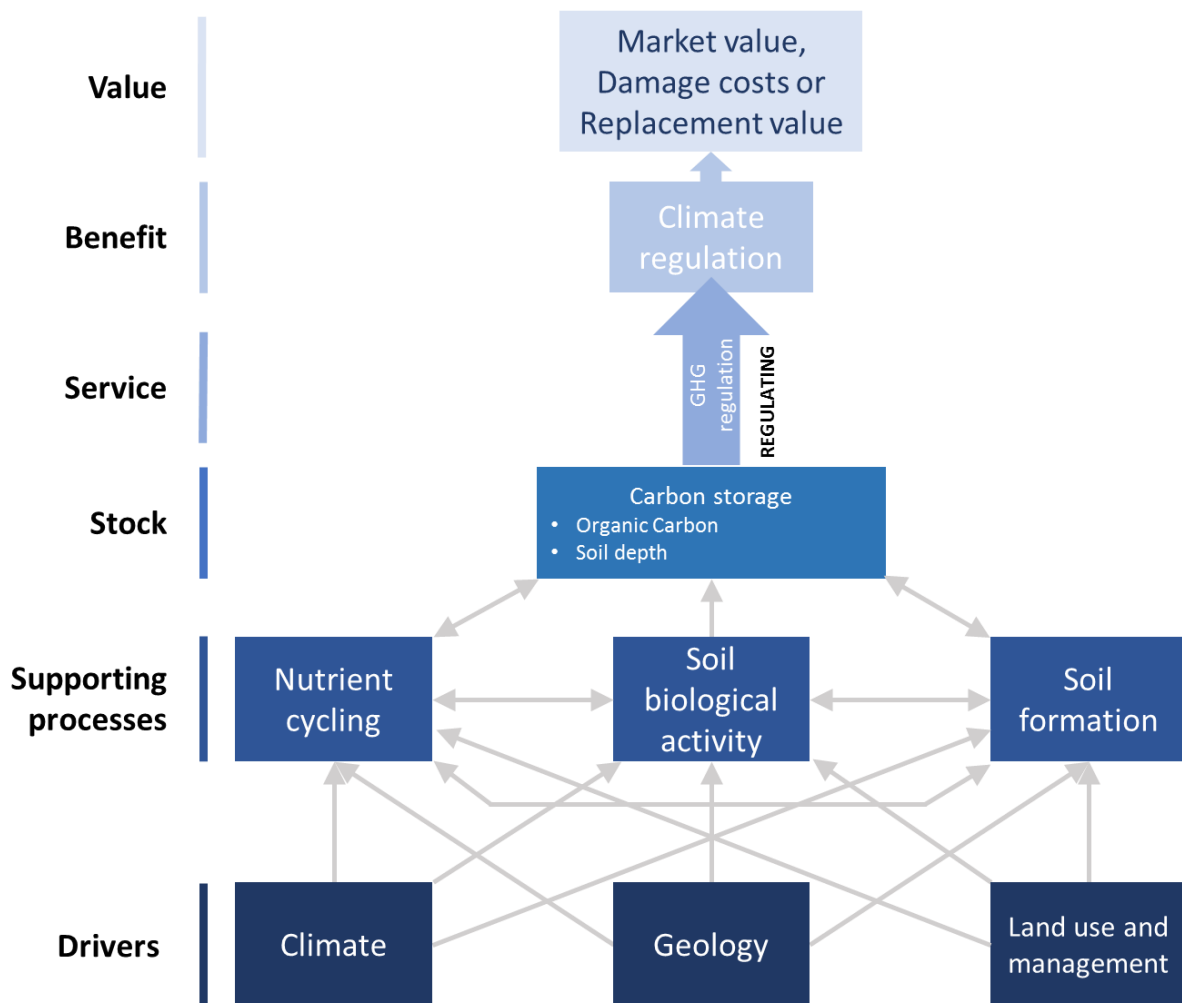 Value
Market value,
Damage costs or
Replacement value
Benefit
Climate
regulation
Service
GHG
regulation
REGULATING
Stock
Carbon storage
• Organic Carbon
• Soil depth
Supporting
processes
Nutrient
cycling
Soil
biological
activity
Soil
formation
Drivers
Climate
Geology
Land use and
management